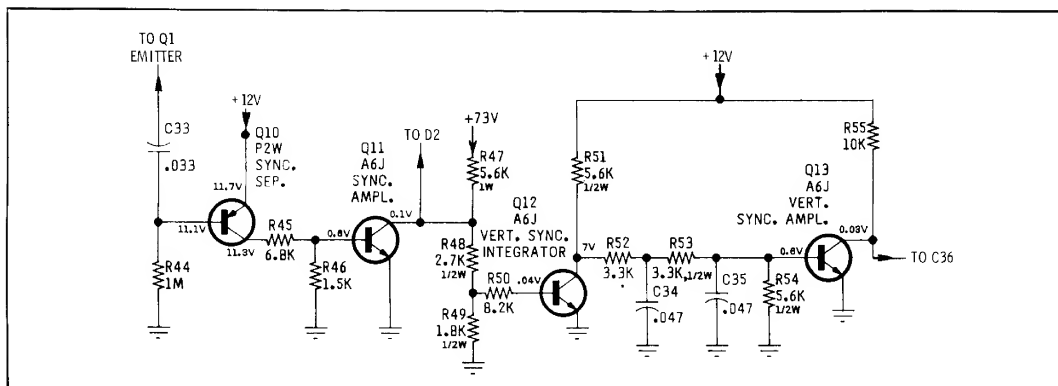 TO Q1
EMITTER
C33
.033
+12V
Q10
P2W
SYNC.
SEP.
11.7V
11.1V
11.3V
R44
1M
R45
6.8K
R46
1.5K
Q11
A6J
SYNC.
AMPL.
0.8V
0.1V
TO D2
+73V
R47
5.6K
1W
R48
2.7K
1/2W
R49
1.8K
1/2W
R50
8.2K
.04V
Q12
A6J
VERT. SYNC.
INTEGRATOR
+12V
R51
5.6K
1/2W
7V
R52
3.3K
R53
3.3K, 1/2W
C34
.047
C35
.047
R54
5.6K
1/2W
0.6V
Q13
A6J
VERT.
SYNC. AMPL.
0.03V
R55
10K
TO C36